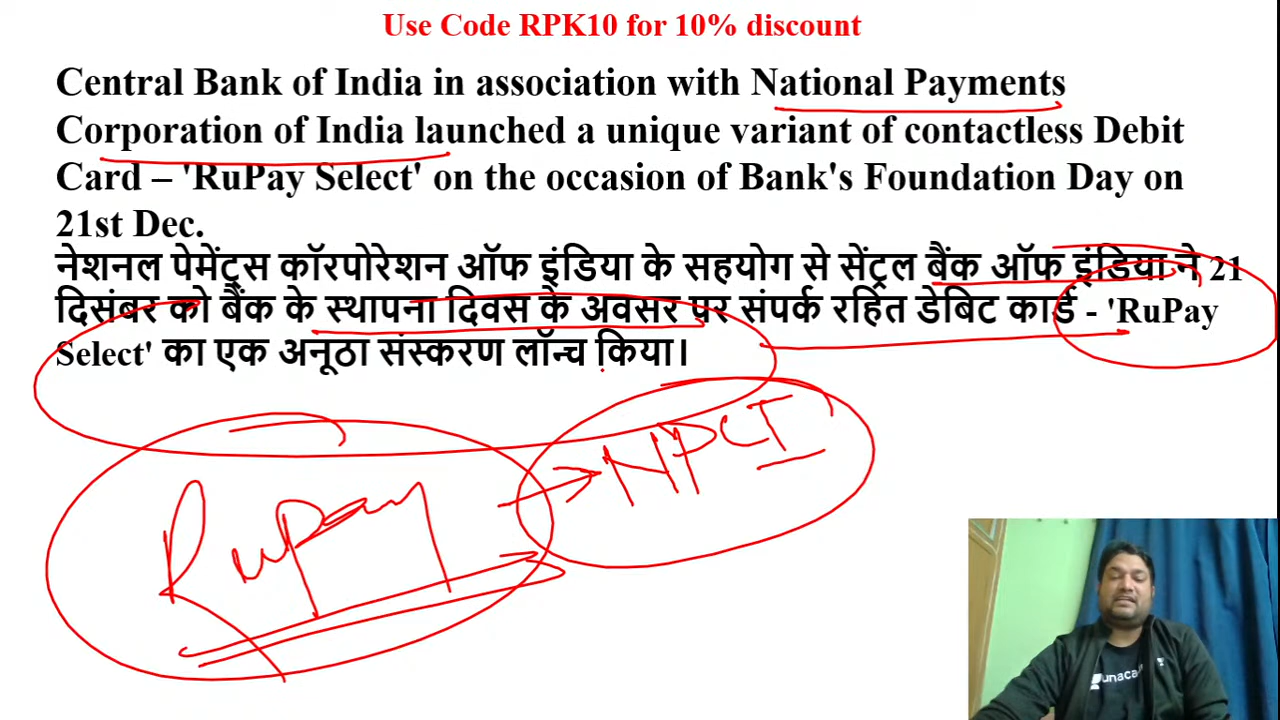 Use Code RPK10 for 10% discount
Central Bank of India in association with National Payments
Corporation of India launched a unique variant of contactless Debit
Card – 'RuPay Select' on the occasion of Bank's Foundation Day on
21st Dec.
नेशनल पेमेंट्स कॉरपोरेशन ऑफ इंडिया के सहयोग से सेंट्रल बैंक ऑफ इंडिया ने 21
दिसंबर को बैंक के स्थापना दिवस के अवसर पर संपर्क रहित डेबिट कार्ड - 'RuPay
Select' का एक अनूठा संस्करण लॉन्च किया।
Rupay → NPCI
unaca